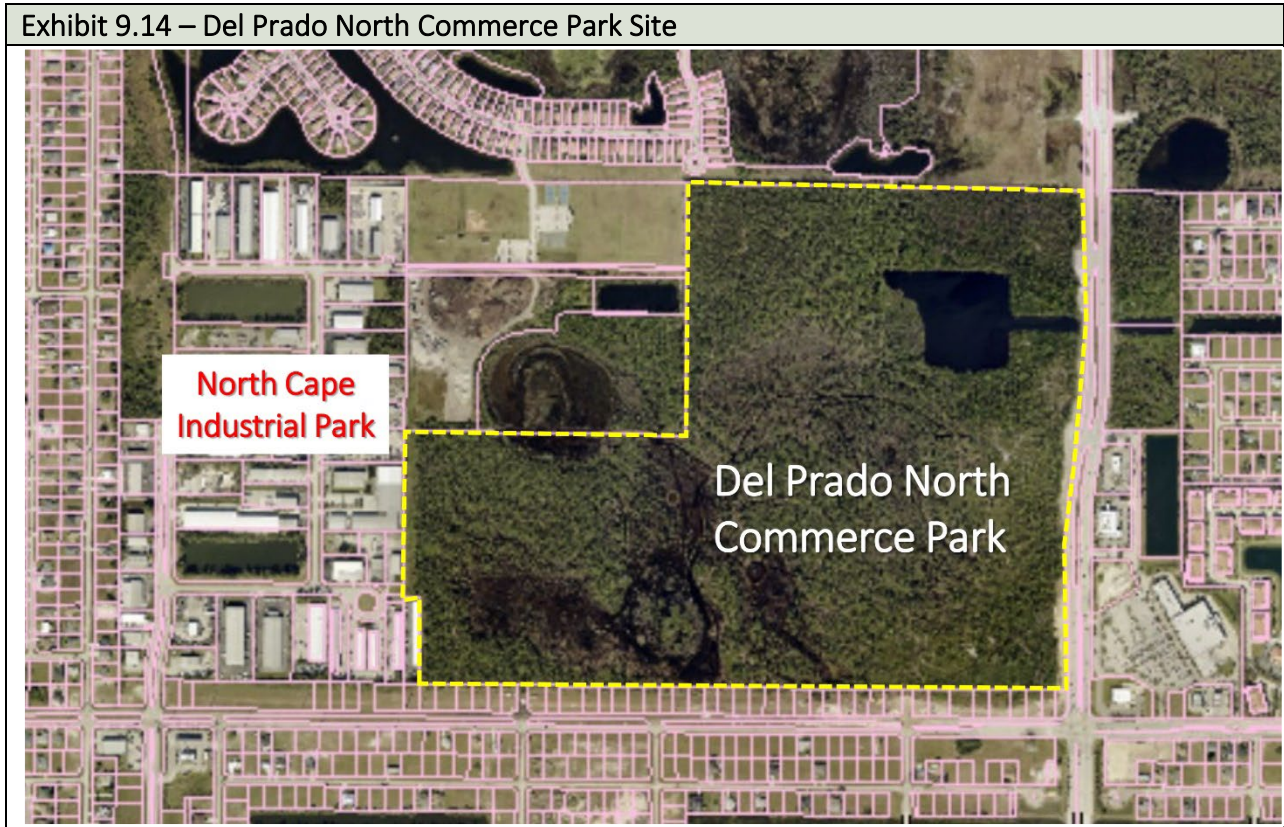 Exhibit 9.14 – Del Prado North Commerce Park Site
North Cape
Industrial Park
Del Prado North
Commerce Park